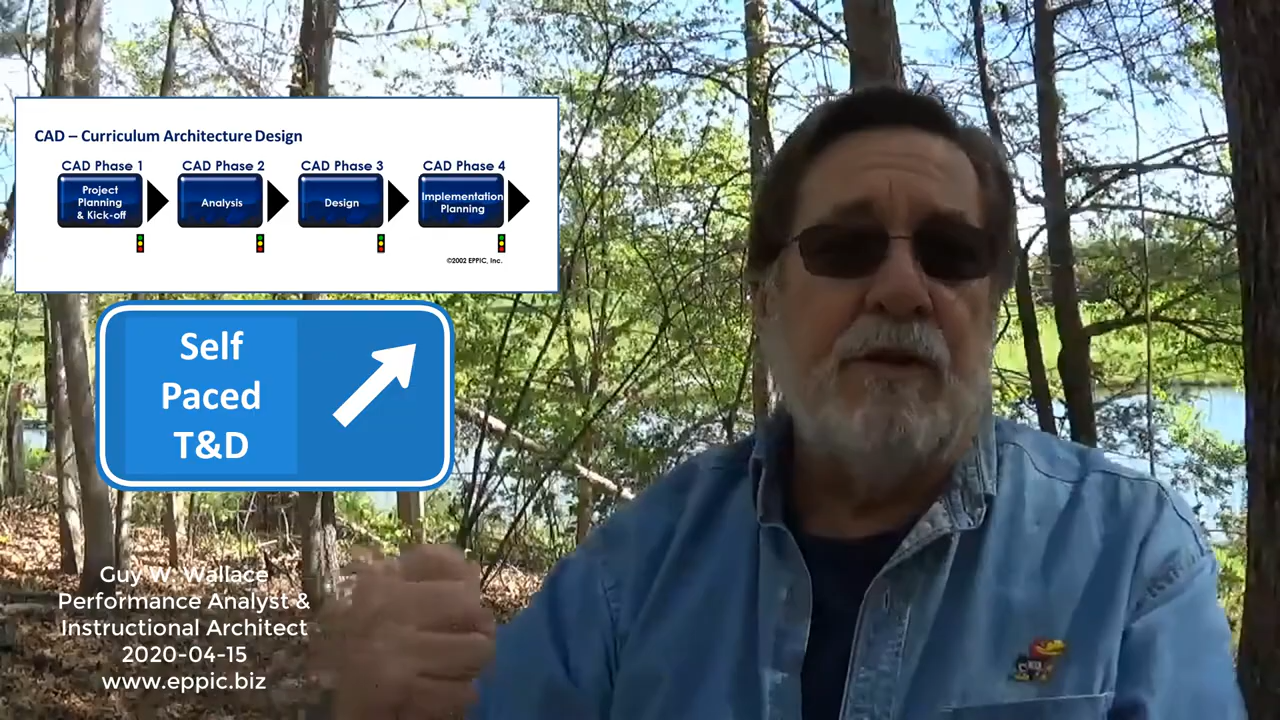 CAD – Curriculum Architecture Design
CAD Phase 1
CAD Phase 2
CAD Phase 3
CAD Phase 4
Project
Planning
& Kick-off
Analysis
Design
Implementation
Planning
©2002 EPPIC, Inc.
Self
Paced
T&D
Guy W. Wallace
Performance Analyst &
Instructional Architect
2020-04-15
www.eppic.biz